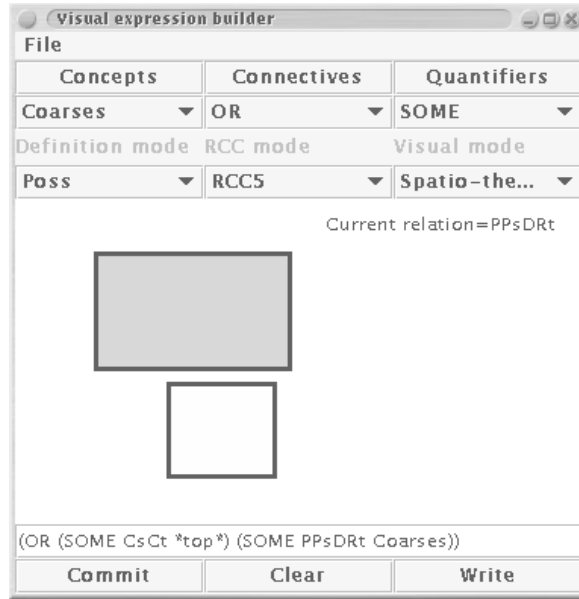 Visual expression builder
File
Concepts Connectives Quantifiers
Coarses OR SOME
Definition mode RCC mode Visual mode
Poss RCC5 Spatio-the...
Current relation=PPsDRt
(OR (SOME CsCt *top*) (SOME PPsDRt Coarses))
Commit Clear Write